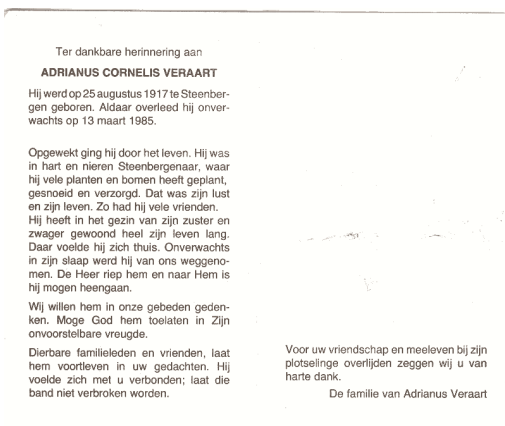 Ter dankbare herinnering aan
ADRIANUS CORNELIS VERAART
Hij werd op 25 augustus 1917 te Steenber-
gen geboren. Aldaar overleed hij onver-
wachts op 13 maart 1985.
Opgewekt ging hij door het leven. Hij was
in hart en nieren Steenbergenaar, waar
hij vele planten en bomen heeft geplant,
gesnoeid en verzorgd. Dat was zijn lust
en zijn leven. Zo had hij vele vrienden.
Hij heeft in het gezin van zijn zuster en
zwager gewoond heel zijn leven lang.
Daar voelde hij zich thuis. Onverwachts
in zijn slaap werd hij van ons weggeno-
men. De Heer riep hem en naar Hem is
hij mogen heengaan.
Wij willen hem in onze gebeden geden-
ken. Moge God hem toelaten in Zijn
onvoorstelbare vreugde.
Dierbare familieleden en vrienden, laat
hem voortleven in uw gedachten. Hij
voelde zich met u verbonden; laat die
band niet verbroken worden.
Voor uw vriendschap en meeleven bij zijn
plotselinge overlijden zeggen wij u van
harte dank.
De familie van Adrianus Veraart